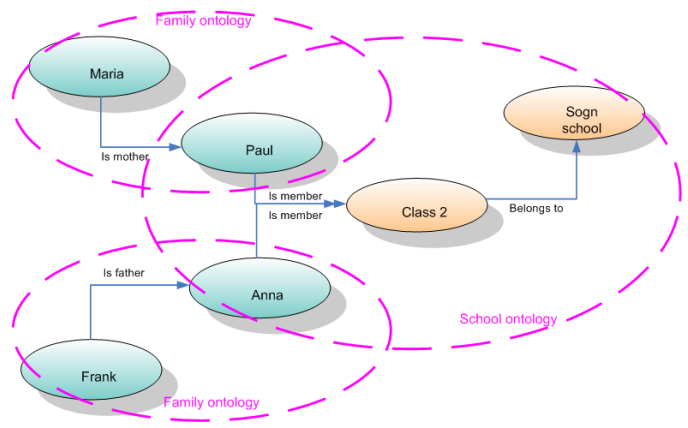 Family ontology
Maria
Sogn
school
Is mother
Paul
Is member
Class 2
Is member
Belongs to
Is father
Anna
School ontology
Frank
Family ontology